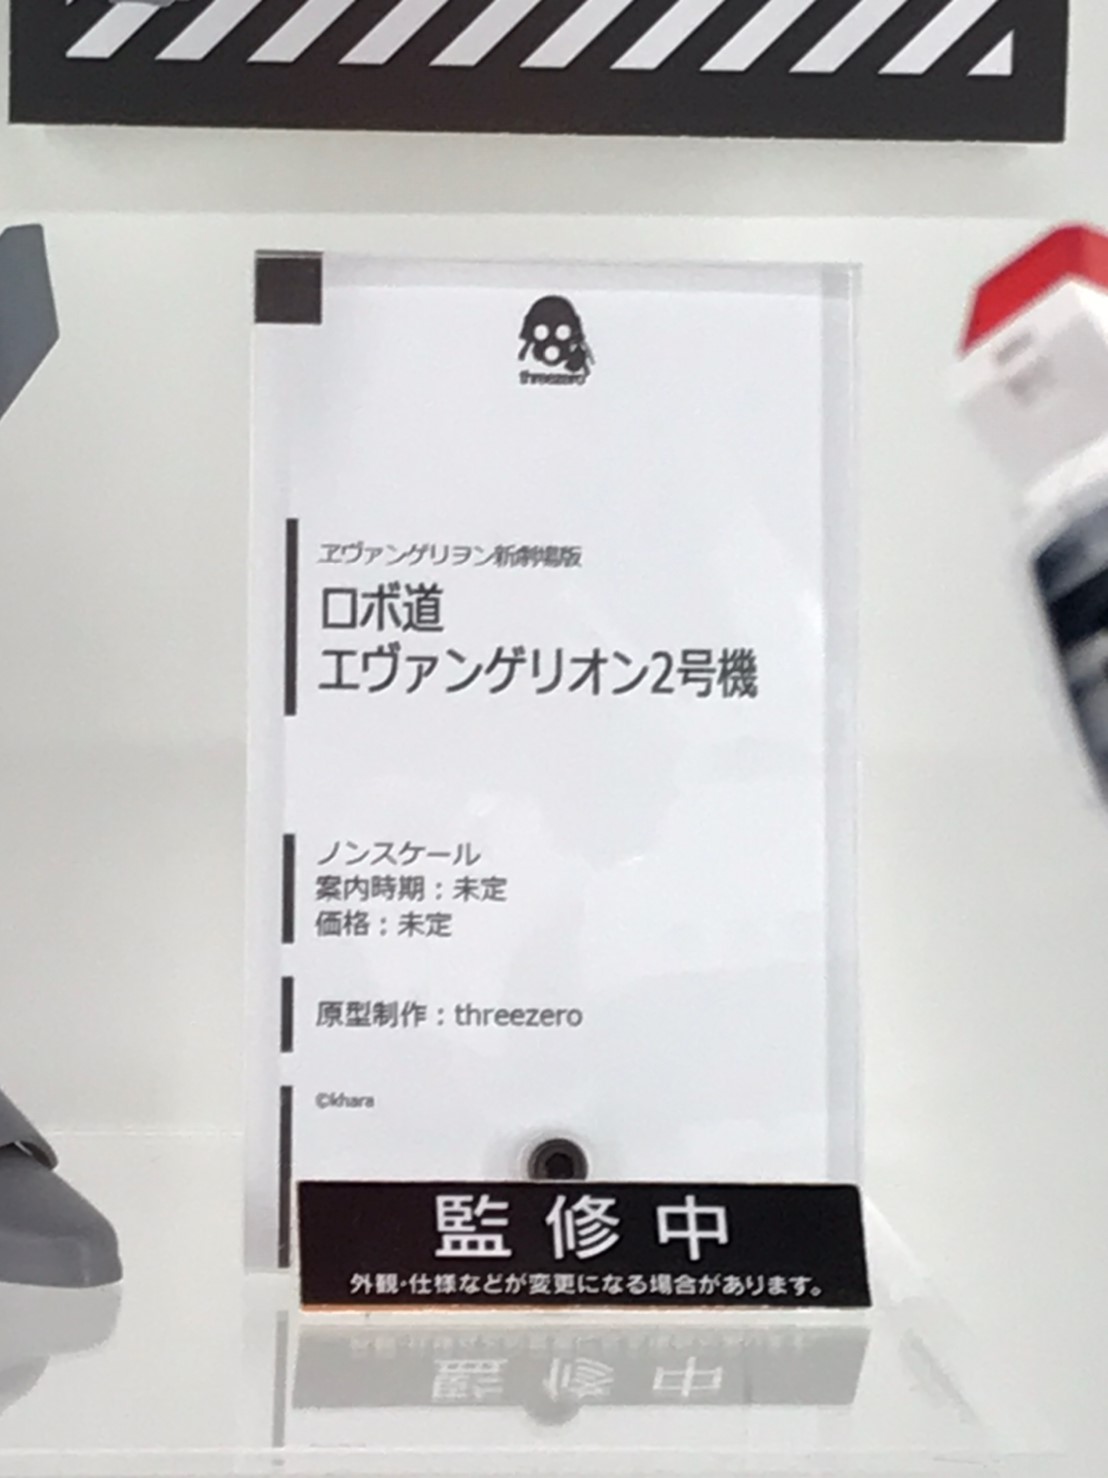 threezero
ヱヴァンゲリヲン新劇場版
ロボ道
エヴァンゲリオン2号機
ノンスケール
案内時期：未定
価格：未定
原型制作：threezero
©khara
監修中
外観・仕様などが変更になる場合があります。